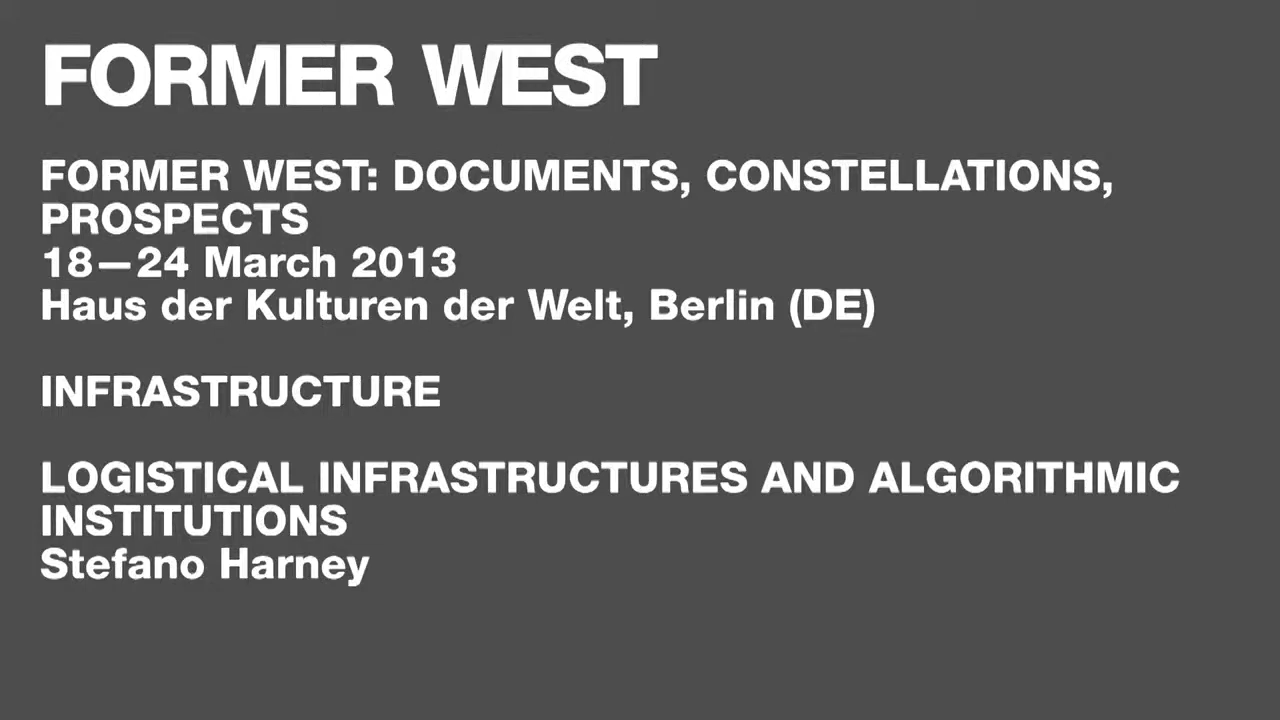 FORMER WEST
FORMER WEST: DOCUMENTS, CONSTELLATIONS,
PROSPECTS
18—24 March 2013
Haus der Kulturen der Welt, Berlin (DE)
INFRASTRUCTURE
LOGISTICAL INFRASTRUCTURES AND ALGORITHMIC
INSTITUTIONS
Stefano Harney